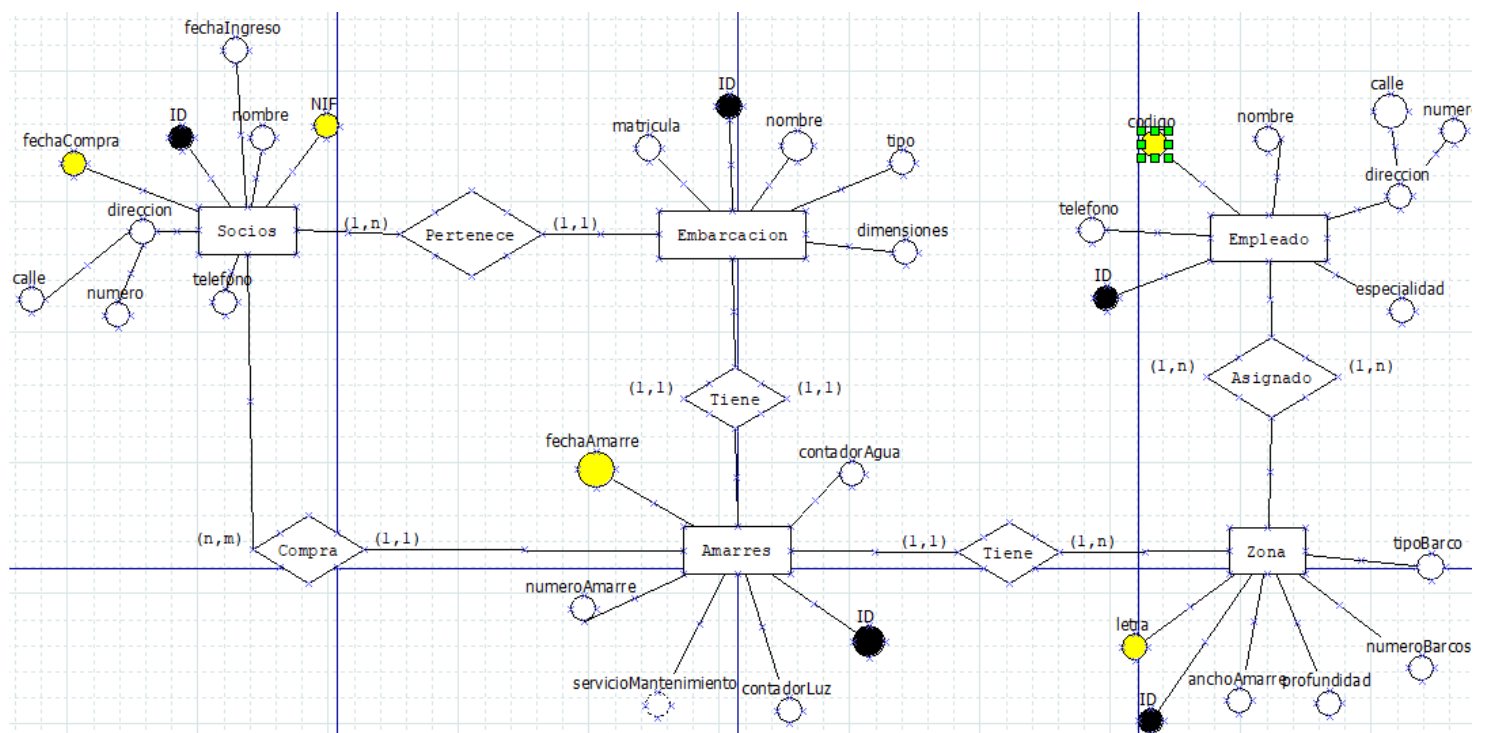 fechaIngreso
ID
nombre
NIF
fechaCompra
direccion
Socios
calle
numero
telefono
(1,n)
Pertenece
(1,1)
ID
matricula
nombre
tipo
Embarcacion
dimensiones
calle
numero
codigo
nombre
direccion
telefono
Empleado
ID
especialidad
(1,1)
Tiene
(1,1)
(1,n)
Asignado
(1,n)
fechaAmarre
contadorAgua
(n,m)
Compra
(1,1)
Amarres
(1,1)
Tiene
(1,n)
Zona
tipoBarco
numeroAmarre
ID
servicioMantenimiento
contadorLuz
letra
ID
anchoAmarre
profundidad
numeroBarcos